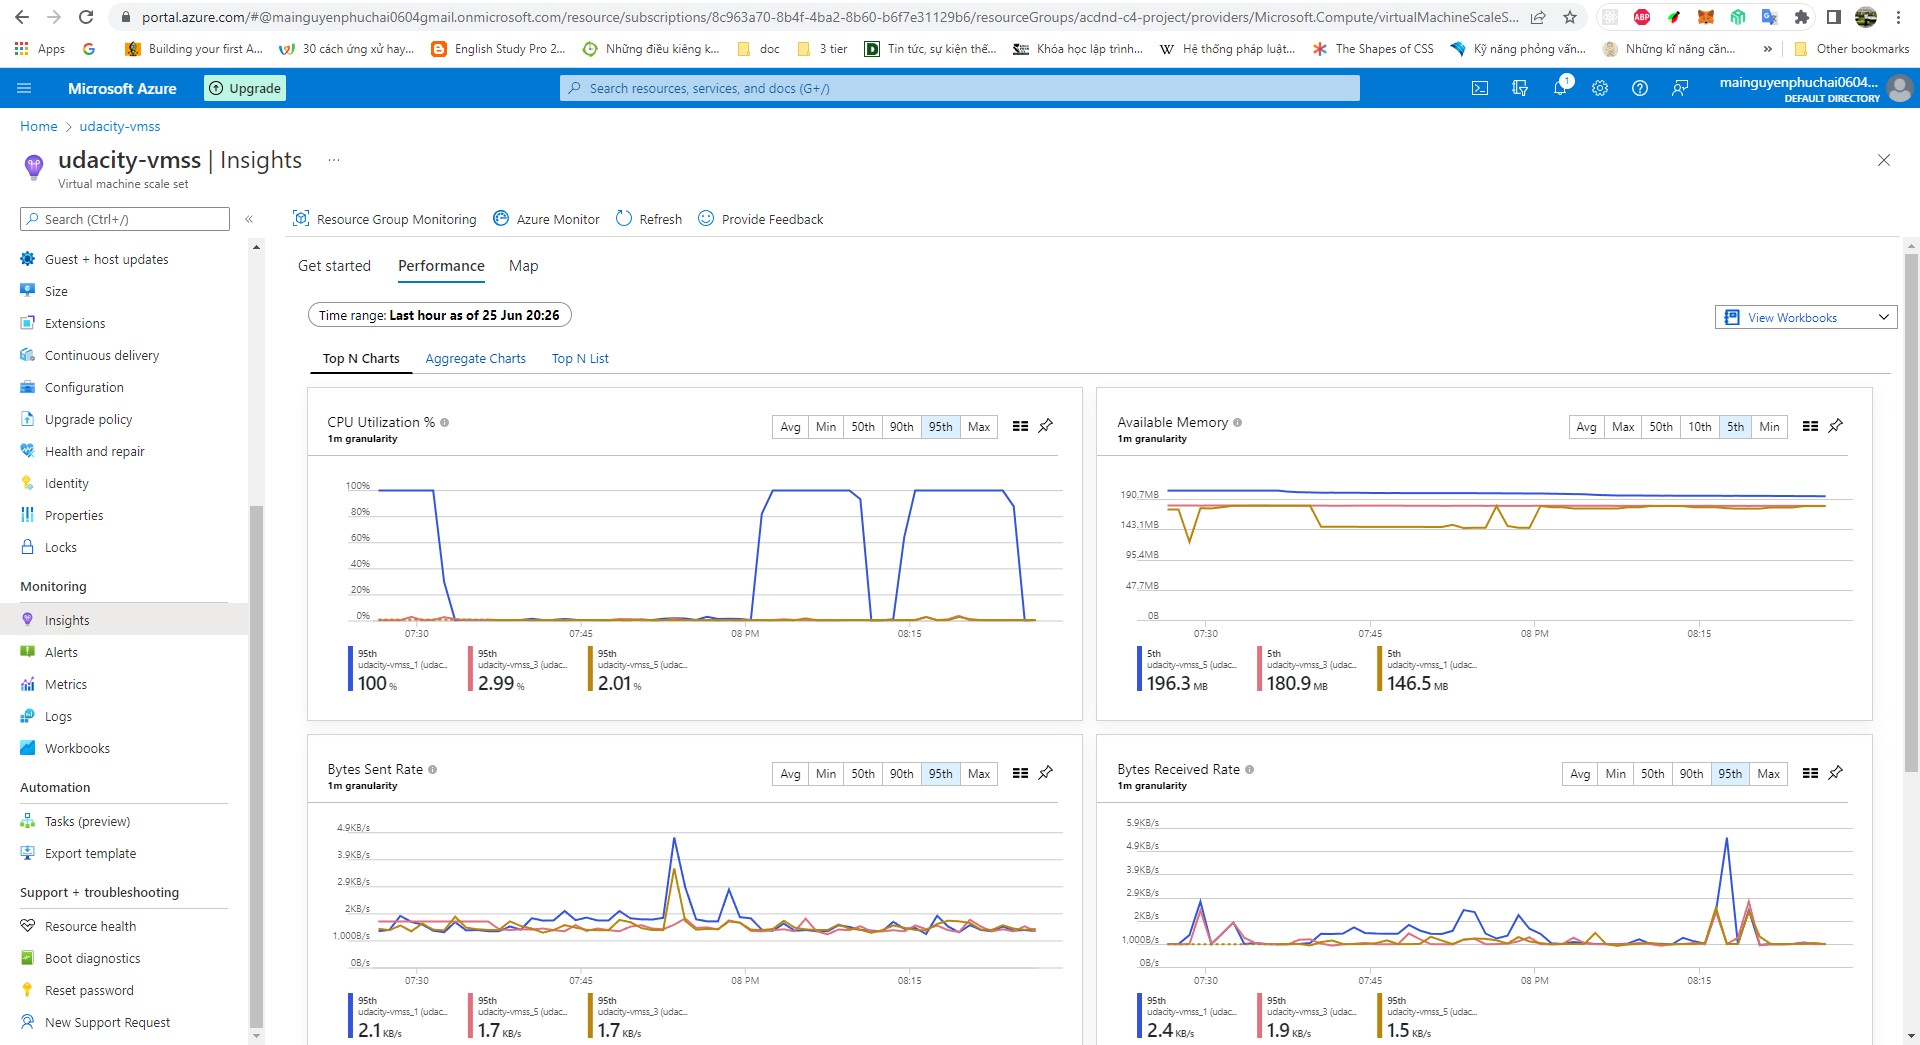 portal.azure.com/#@mainguyenphuchai0604gmail.onmicrosoft.com/resource/subscriptions/8c963a70-8b4f-4ba2-8b60-b6f7e31129b6/resourceGroups/acdnd-c4-project/providers/Microsoft.Compute/virtualMachineScaleS...
Apps
Building your first A...
30 cách ứng xử hay...
English Study Pro 2...
Những điều kiêng k...
doc
3 tier
Tin tức, sự kiện thế...
Khóa học lập trình...
Hệ thống pháp luật...
The Shapes of CSS
Kỹ năng phỏng vấn...
Những kĩ năng cần...
»
Other bookmarks
Microsoft Azure
Upgrade
Search resources, services, and docs (G+/)
1
mainguyenphuchai0604...
DEFAULT DIRECTORY
Home > udacity-vmss
udacity-vmss | Insights ...
Virtual machine scale set
Search (Ctrl+/)
«
Resource Group Monitoring
Azure Monitor
Refresh
Provide Feedback
Guest + host updates
Size
Extensions
Continuous delivery
Configuration
Upgrade policy
Health and repair
Identity
Properties
Locks
Monitoring
Insights
Alerts
Metrics
Logs
Workbooks
Automation
Tasks (preview)
Export template
Support + troubleshooting
Resource health
Boot diagnostics
Reset password
New Support Request
Get started
Performance
Map
Time range: Last hour as of 25 Jun 20:26
View Workbooks
Top N Charts
Aggregate Charts
Top N List
CPU Utilization %
1m granularity
Avg Min 50th 90th 95th Max
100%
80%
60%
40%
20%
0%
07:30 07:45 08 PM 08:15
95th
udacity-vmss_1 (udac...
100 %
95th
udacity-vmss_3 (udac...
2.99 %
95th
udacity-vmss_5 (udac...
2.01 %
Available Memory
1m granularity
Avg Max 50th 10th 5th Min
190.7MB
143.1MB
95.4MB
47.7MB
0B
07:30 07:45 08 PM 08:15
5th
udacity-vmss_5 (udac...
196.3 MB
5th
udacity-vmss_3 (udac...
180.9 MB
5th
udacity-vmss_1 (udac...
146.5 MB
Bytes Sent Rate
1m granularity
Avg Min 50th 90th 95th Max
4.9KB/s
3.9KB/s
2.9KB/s
2KB/s
1,000B/s
0B/s
07:30 07:45 08 PM 08:15
95th
udacity-vmss_1 (udac...
2.1 KB/s
95th
udacity-vmss_5 (udac...
1.7 KB/s
95th
udacity-vmss_3 (udac...
1.7 KB/s
Bytes Received Rate
1m granularity
Avg Min 50th 90th 95th Max
5.9KB/s
4.9KB/s
3.9KB/s
2.9KB/s
2KB/s
1,000B/s
0B/s
07:30 07:45 08 PM 08:15
95th
udacity-vmss_1 (udac...
2.4 KB/s
95th
udacity-vmss_3 (udac...
1.9 KB/s
95th
udacity-vmss_5 (udac...
1.5 KB/s